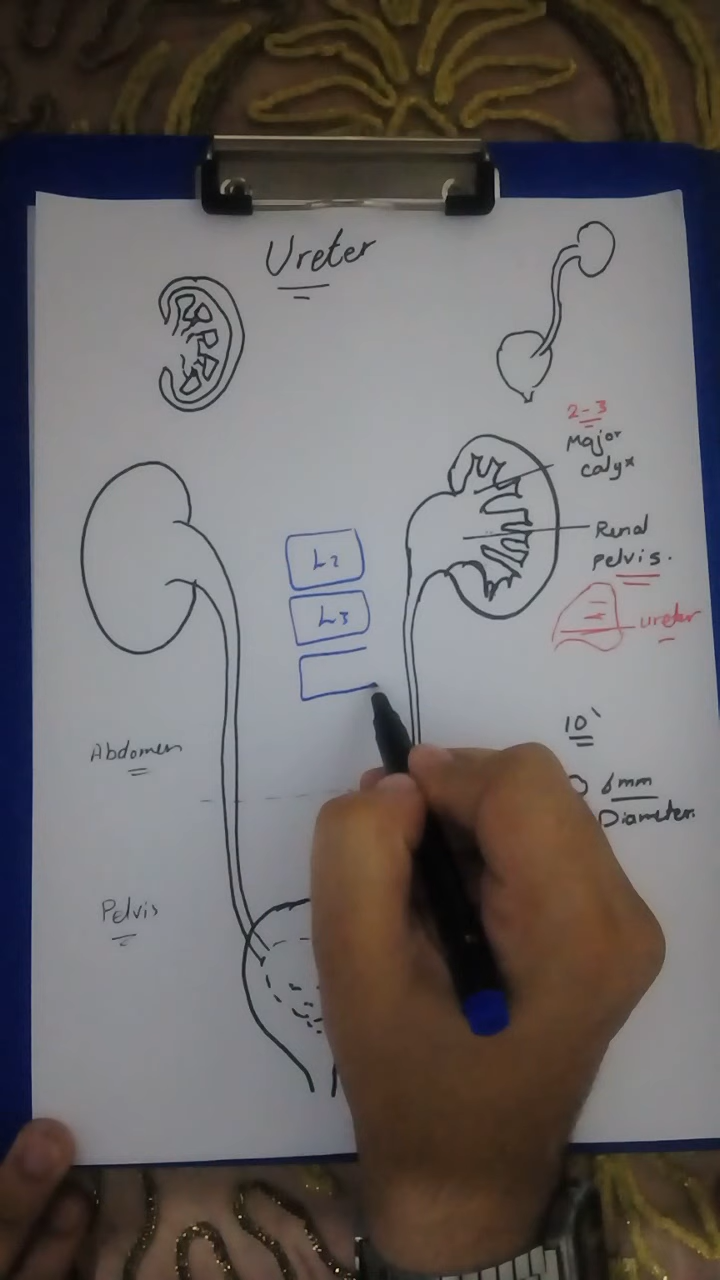 Ureter
2-3
Major
calyx
Renal
pelvis.
ureter
L2
L3
10`
6mm
Diameter.
Abdomen
Pelvis